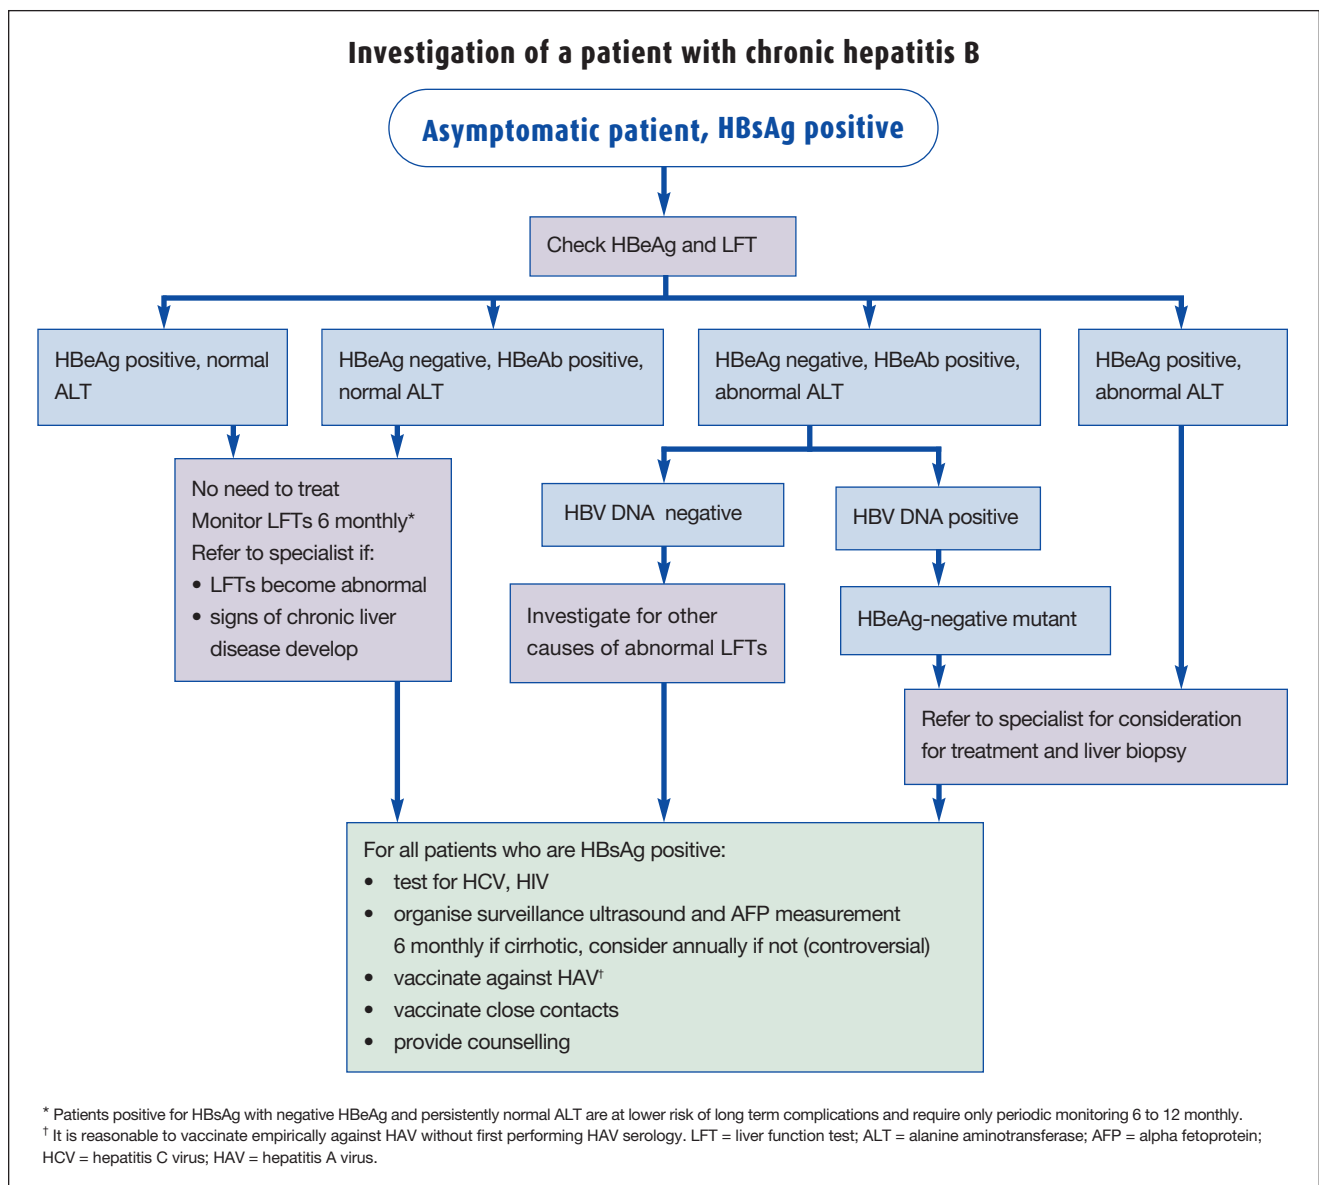 Investigation of a patient with chronic hepatitis B
Asymptomatic patient, HBsAg positive
Check HBeAg and LFT
HBeAg positive, normal
ALT
HBeAg negative, HBeAb positive,
normal ALT
HBeAg negative, HBeAb positive,
abnormal ALT
HBeAg positive,
abnormal ALT
No need to treat
Monitor LFTs 6 monthly*
Refer to specialist if:
• LFTs become abnormal
• signs of chronic liver
disease develop
HBV DNA negative
HBV DNA positive
Investigate for other
causes of abnormal LFTs
HBeAg-negative mutant
Refer to specialist for consideration
for treatment and liver biopsy
For all patients who are HBsAg positive:
• test for HCV, HIV
• organise surveillance ultrasound and AFP measurement
6 monthly if cirrhotic, consider annually if not (controversial)
• vaccinate against HAV†
• vaccinate close contacts
• provide counselling
* Patients positive for HBsAg with negative HBeAg and persistently normal ALT are at lower risk of long term complications and require only periodic monitoring 6 to 12 monthly.
† It is reasonable to vaccinate empirically against HAV without first performing HAV serology. LFT = liver function test; ALT = alanine aminotransferase; AFP = alpha fetoprotein;
HCV = hepatitis C virus; HAV = hepatitis A virus.